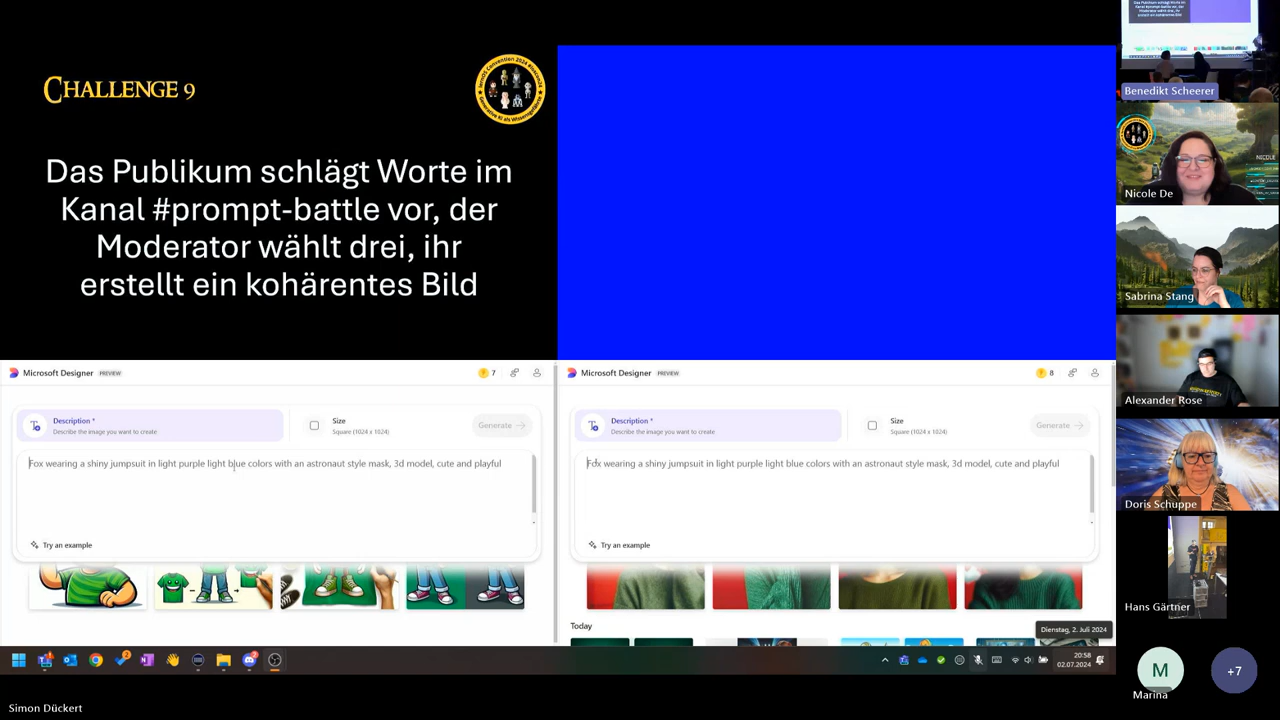 CHALLENGE 9
Das Publikum schlägt Worte im
Kanal #prompt-battle vor, der
Moderator wählt drei, ihr
erstellt ein kohärentes Bild
Microsoft Designer PREVIEW
7
Description *
Describe the image you want to create
Size
Square (1024 x 1024)
Generate
Fox wearing a shiny jumpsuit in light purple light blue colors with an astronaut style mask, 3d model, cute and playful
Try an example
Microsoft Designer PREVIEW
8
Description *
Describe the image you want to create
Size
Square (1024 x 1024)
Generate
Fox wearing a shiny jumpsuit in light purple light blue colors with an astronaut style mask, 3d model, cute and playful
Try an example
Today
Dienstag, 2. Juli 2024
20:58
02.07.2024
Simon Dückert
Benedikt Scheerer
NICOLE
Nicole De
Sabrina Stang
Alexander Rose
Doris Schuppe
Hans Gärtner
M
Marina
+7